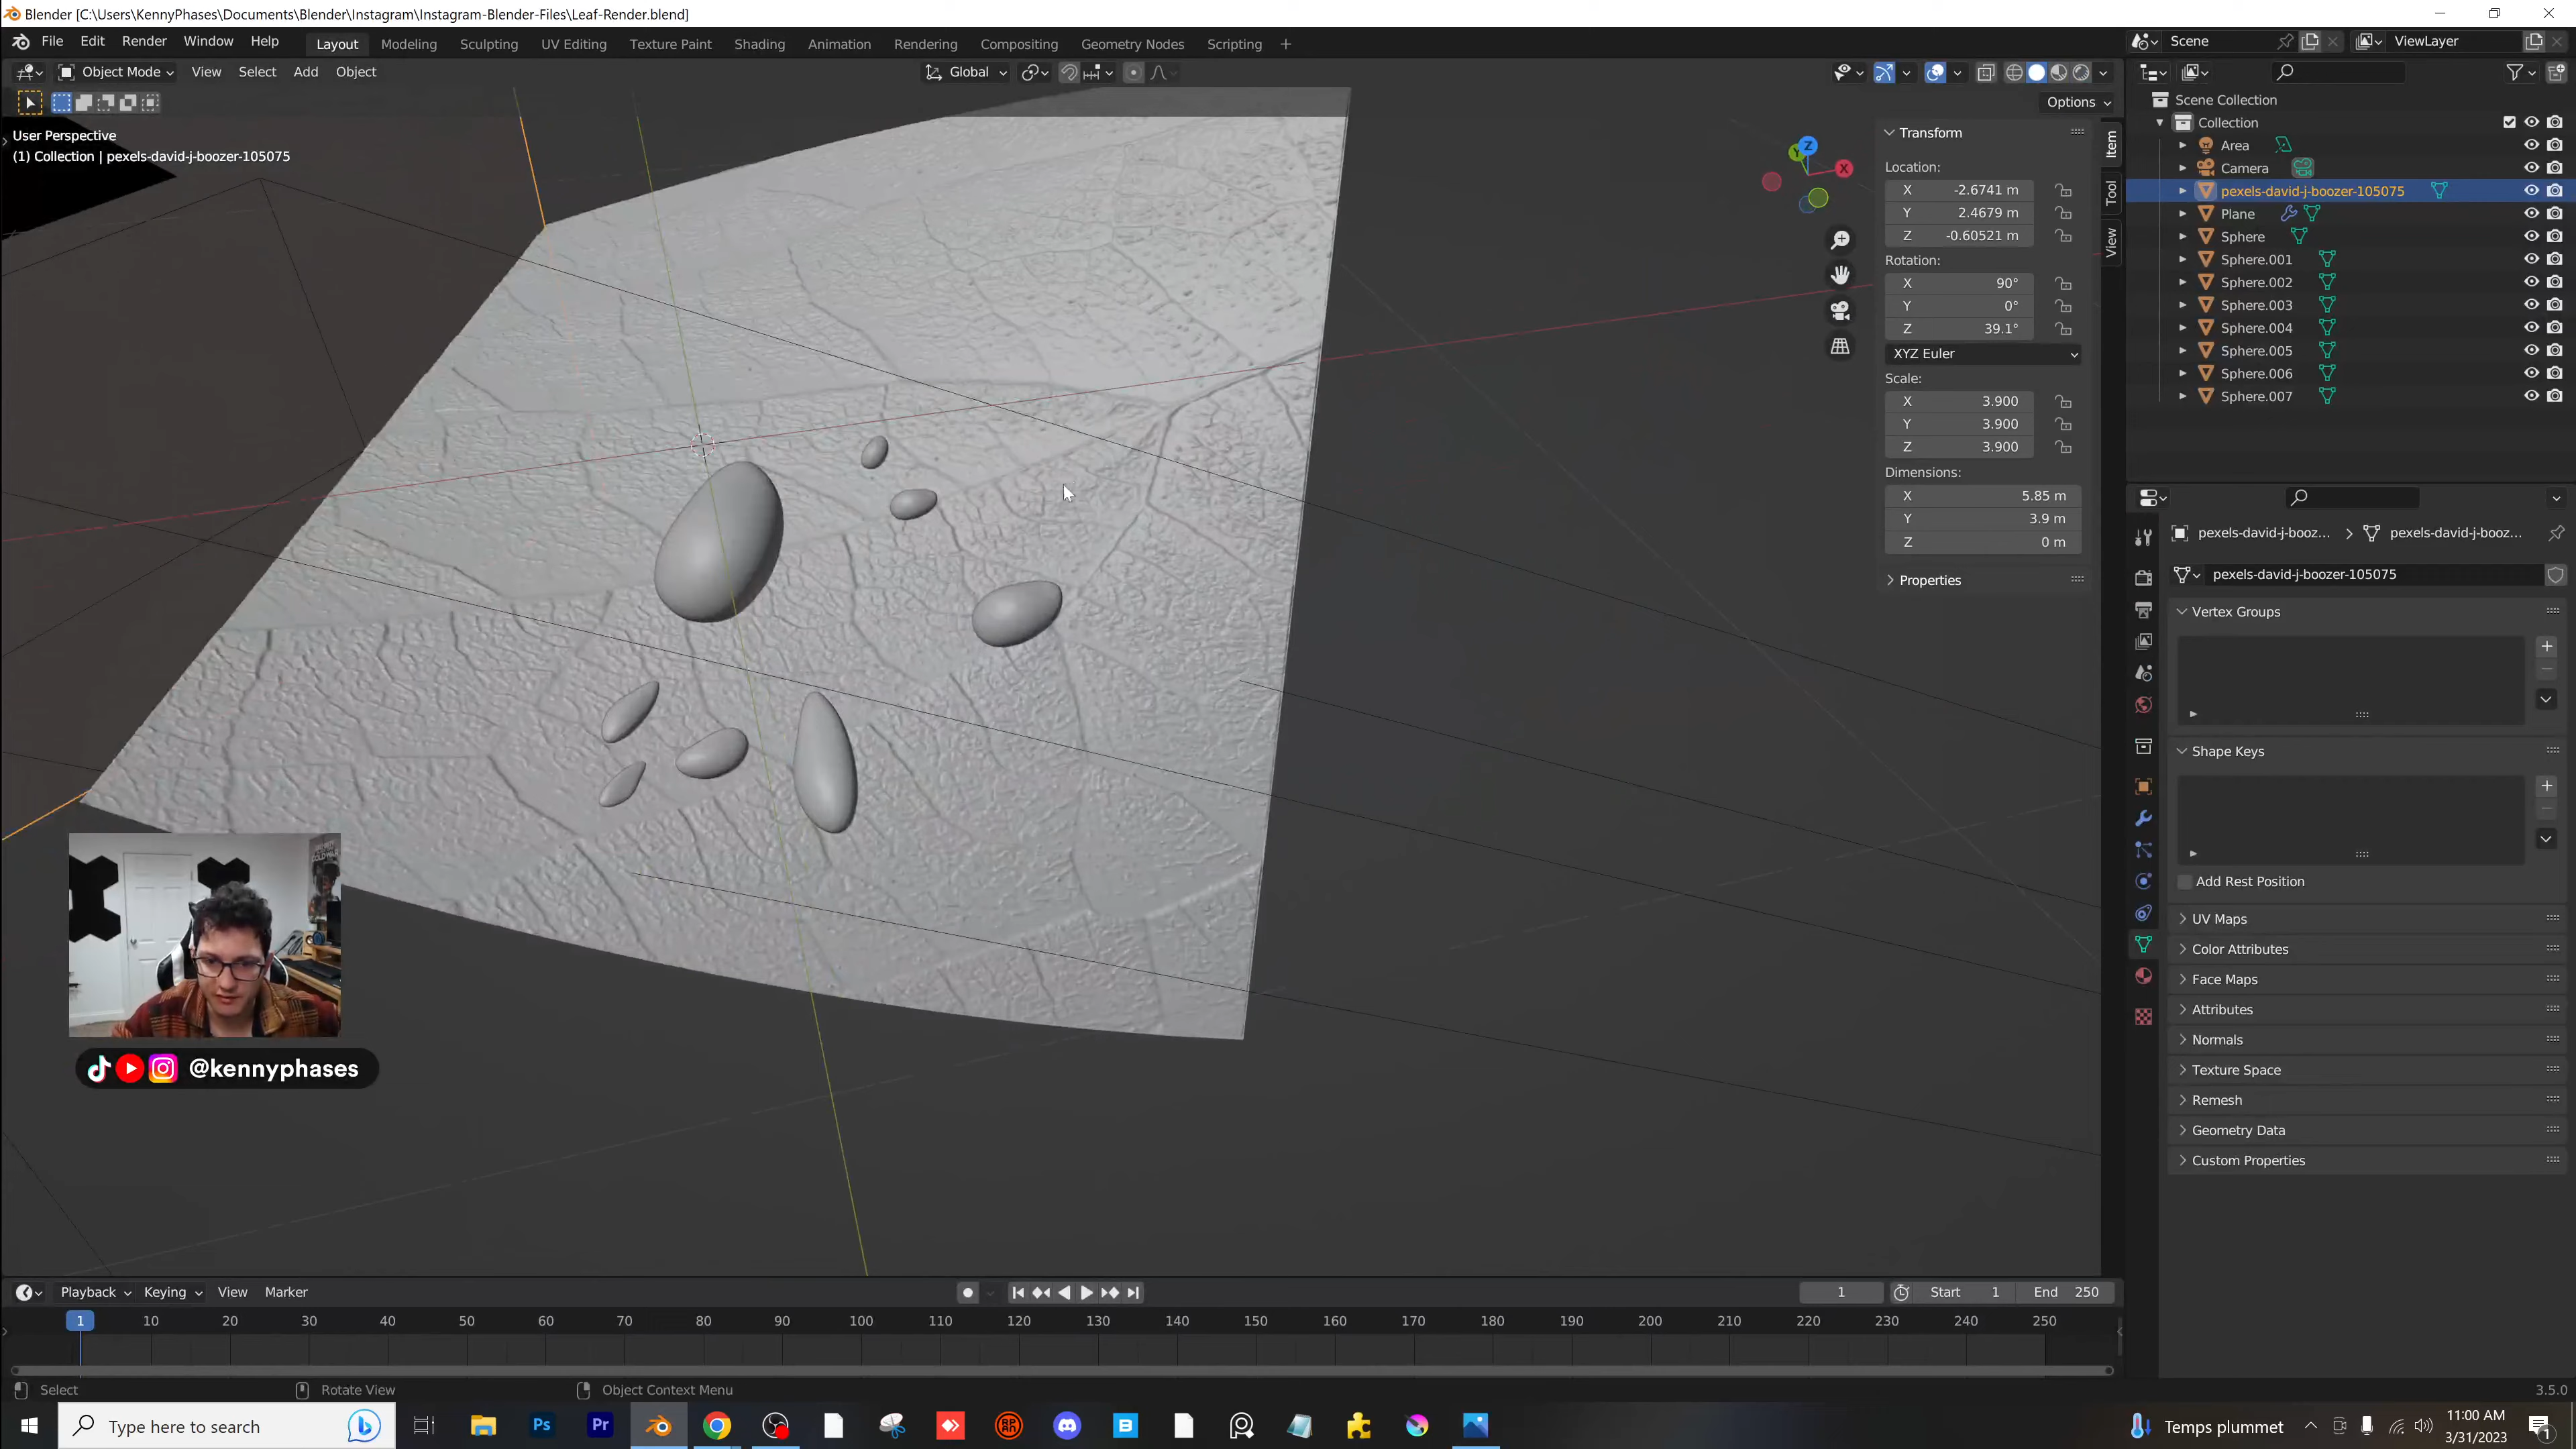 Blender [C:\Users\KennyPhases\Documents\Blender\Instagram\Instagram-Blender-Files\Leaf-Render.blend]
File Edit Render Window Help Layout Modeling Sculpting UV Editing Texture Paint Shading Animation Rendering Compositing Geometry Nodes Scripting + Scene ViewLayer
Object Mode View Select Add Object Global
Options
User Perspective
(1) Collection | pexels-david-j-boozer-105075
Z
Y
X
Transform
Location:
X -2.6741 m
Y 2.4679 m
Z -0.60521 m
Rotation:
X 90°
Y 0°
Z 39.1°
XYZ Euler
Scale:
X 3.900
Y 3.900
Z 3.900
Dimensions:
X 5.85 m
Y 3.9 m
Z 0 m
Properties
Item
Tool
View
Scene Collection
Collection
Area
Camera
pexels-david-j-boozer-105075
Plane
Sphere
Sphere.001
Sphere.002
Sphere.003
Sphere.004
Sphere.005
Sphere.006
Sphere.007
pexels-david-j-booz... pexels-david-j-booz...
pexels-david-j-boozer-105075
Vertex Groups
Shape Keys
Add Rest Position
UV Maps
Color Attributes
Face Maps
Attributes
Normals
Texture Space
Remesh
Geometry Data
Custom Properties
@kennyphases
Playback Keying View Marker 1 Start 1 End 250
1 10 20 30 40 50 60 70 80 90 100 110 120 130 140 150 160 170 180 190 200 210 220 230 240 250
Select Rotate View Object Context Menu 3.5.0
Type here to search Ps Pr B Temps plummet 11:00 AM
3/31/2023
1